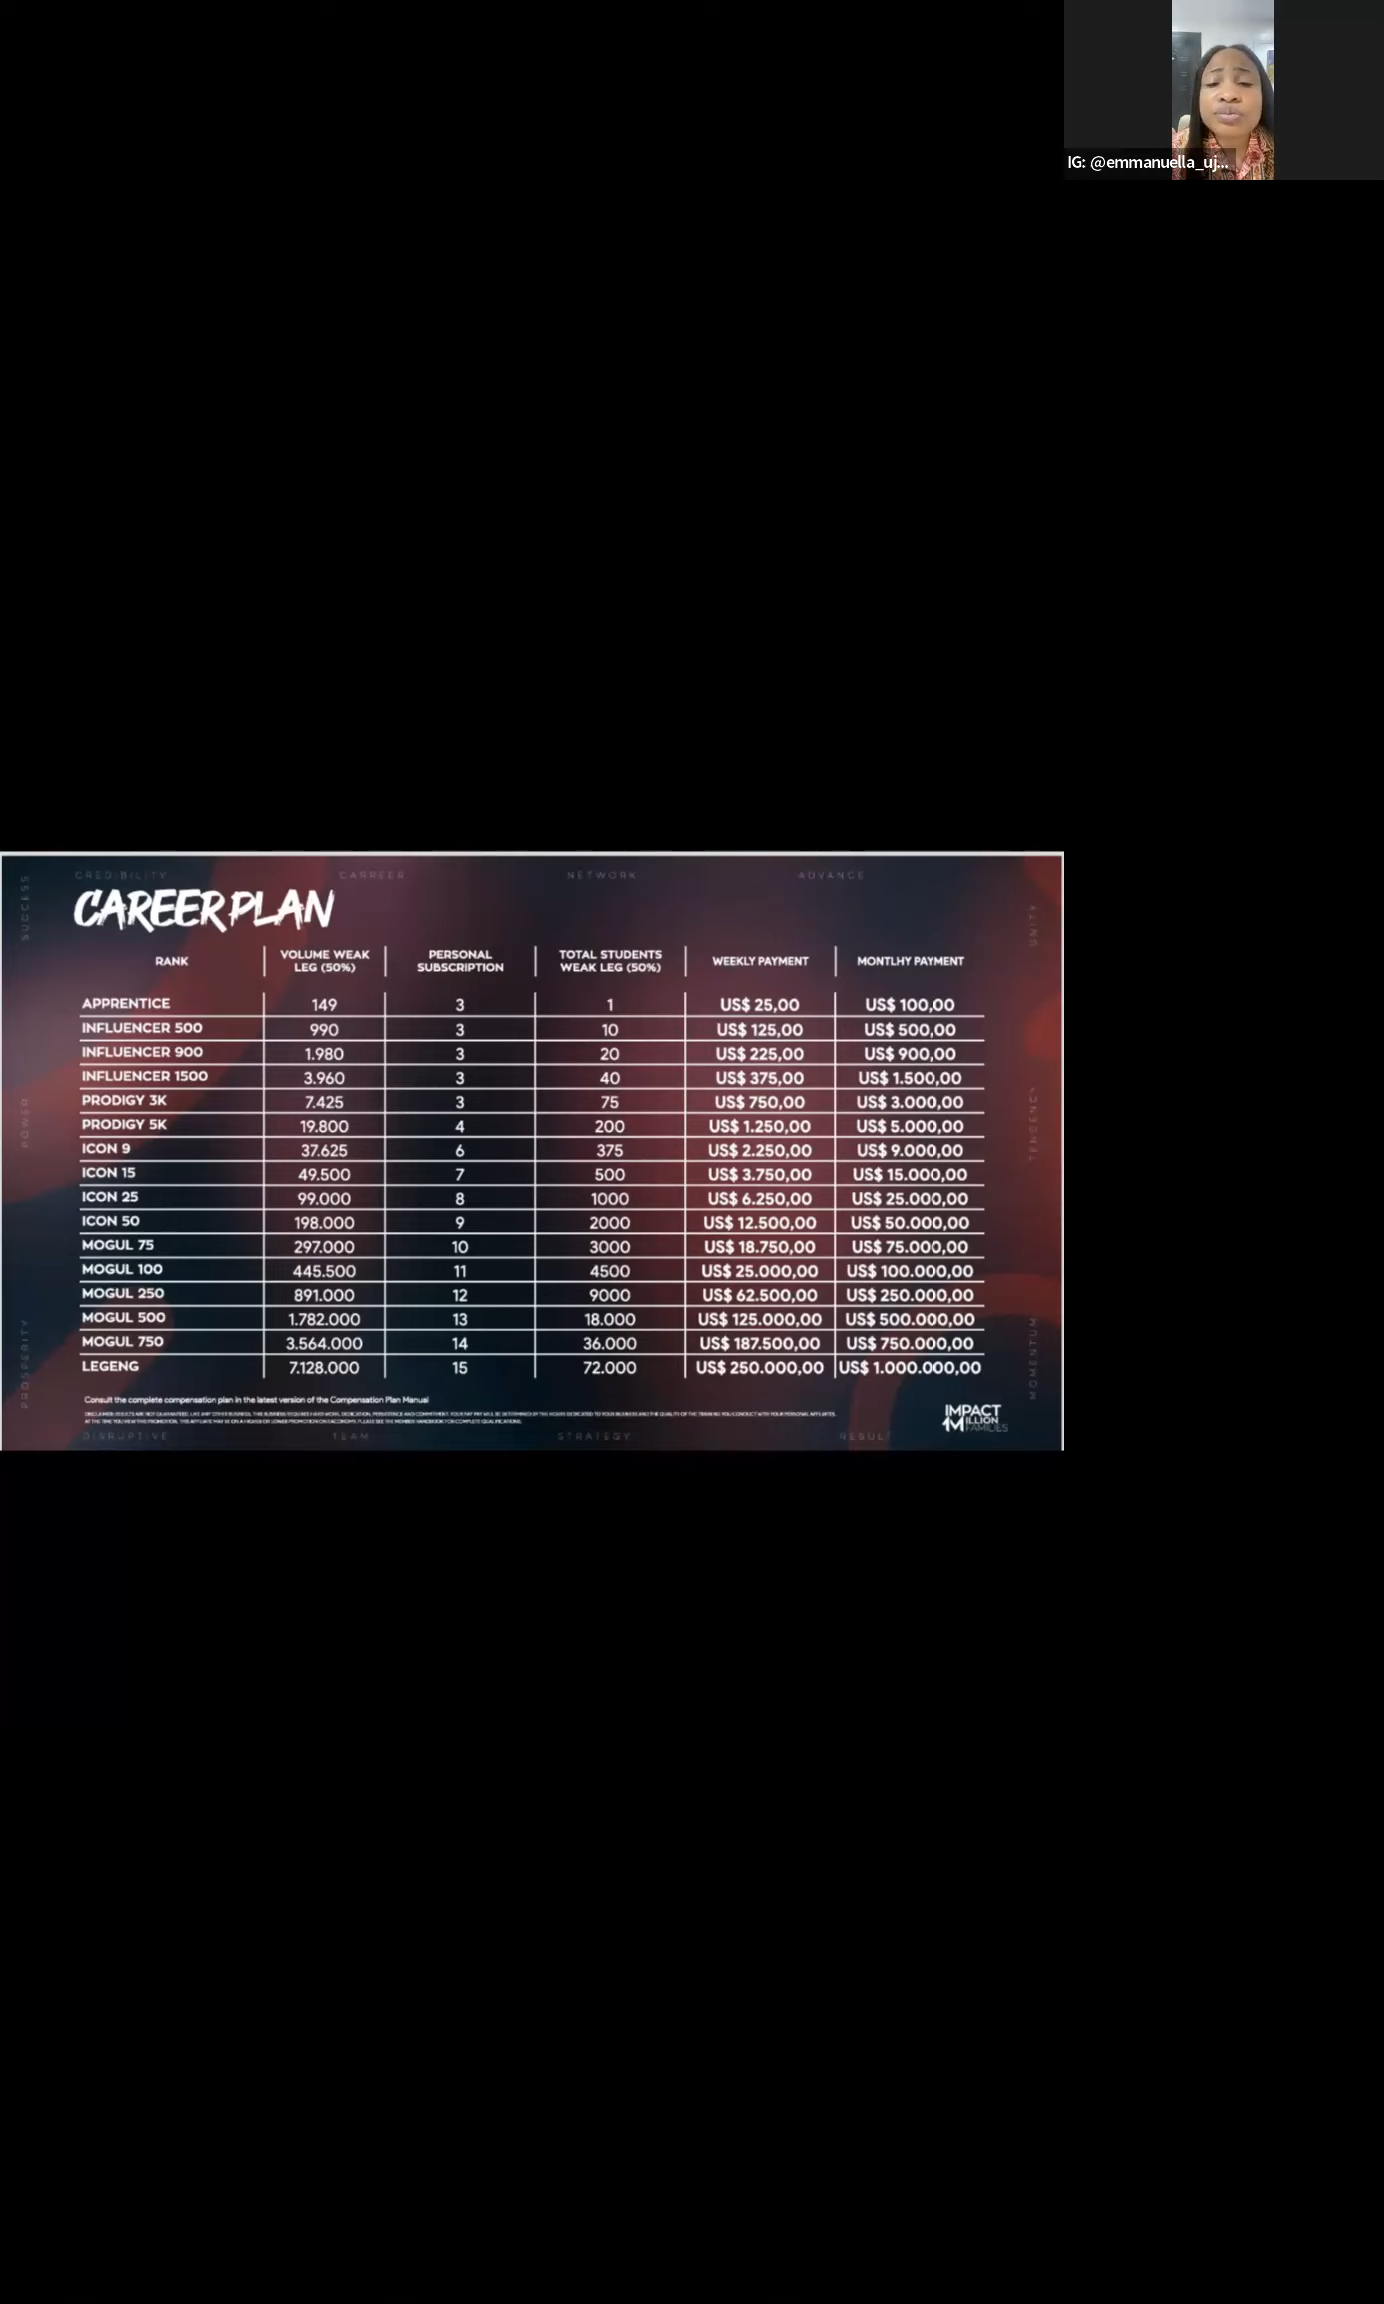 IG: @emmanuella_uj...
CREDIBILITY CARREER NETWORK ADVANCE
SUCCESS
UNITY
CAREER PLAN
RANK VOLUME WEAK LEG (50%) PERSONAL SUBSCRIPTION TOTAL STUDENTS WEAK LEG (50%) WEEKLY PAYMENT MONTLHY PAYMENT
APPRENTICE 149 3 1 US$ 25,00 US$ 100,00
INFLUENCER 500 990 3 10 US$ 125,00 US$ 500,00
INFLUENCER 900 1.980 3 20 US$ 225,00 US$ 900,00
INFLUENCER 1500 3.960 3 40 US$ 375,00 US$ 1.500,00
PRODIGY 3K 7.425 3 75 US$ 750,00 US$ 3.000,00
PRODIGY 5K 19.800 4 200 US$ 1.250,00 US$ 5.000,00
ICON 9 37.625 6 375 US$ 2.250,00 US$ 9.000,00
ICON 15 49.500 7 500 US$ 3.750,00 US$ 15.000,00
ICON 25 99.000 8 1000 US$ 6.250,00 US$ 25.000,00
ICON 50 198.000 9 2000 US$ 12.500,00 US$ 50.000,00
MOGUL 75 297.000 10 3000 US$ 18.750,00 US$ 75.000,00
MOGUL 100 445.500 11 4500 US$ 25.000,00 US$ 100.000,00
MOGUL 250 891.000 12 9000 US$ 62.500,00 US$ 250.000,00
MOGUL 500 1.782.000 13 18.000 US$ 125.000,00 US$ 500.000,00
MOGUL 750 3.564.000 14 36.000 US$ 187.500,00 US$ 750.000,00
LEGENG 7.128.000 15 72.000 US$ 250.000,00 US$ 1.000.000,00
POWER
TENDENCY
PROSPERITY
MOMENTUM
Consult the complete compensation plan in the latest version of the Compensation Plan Manual
IMPACT
1MILLION
FAMILIES
DISRUPTIVE TEAM STRATEGY RESULT